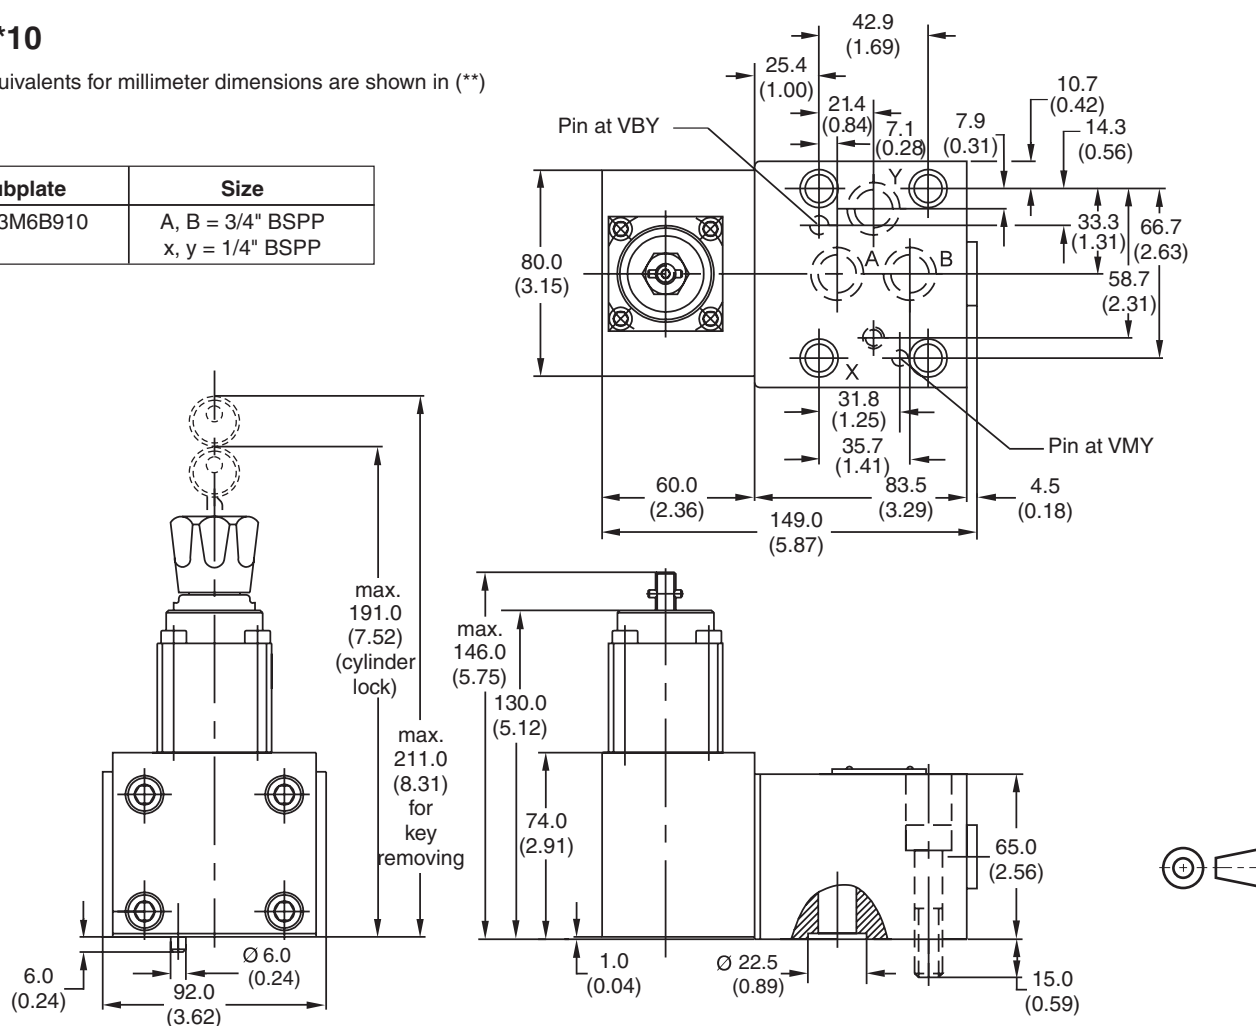 *10
uivalents for millimeter dimensions are shown in (**)
ubplate Size
3M6B910 A, B = 3/4" BSPP
x, y = 1/4" BSPP
42.9
(1.69)
25.4
(1.00)
21.4
(0.84)
7.1
(0.28)
7.9
(0.31)
10.7
(0.42)
14.3
(0.56)
Pin at VBY
Y
33.3
(1.31)
66.7
(2.63)
80.0
(3.15)
A
B
58.7
(2.31)
X
31.8
(1.25)
35.7
(1.41)
Pin at VMY
60.0
(2.36)
83.5
(3.29)
4.5
(0.18)
149.0
(5.87)
max.
191.0
(7.52)
(cylinder
lock)
max.
211.0
(8.31)
for
key
removing
6.0
(0.24)
Ø 6.0
(0.24)
92.0
(3.62)
max.
146.0
(5.75)
130.0
(5.12)
74.0
(2.91)
65.0
(2.56)
1.0
(0.04)
Ø 22.5
(0.89)
15.0
(0.59)